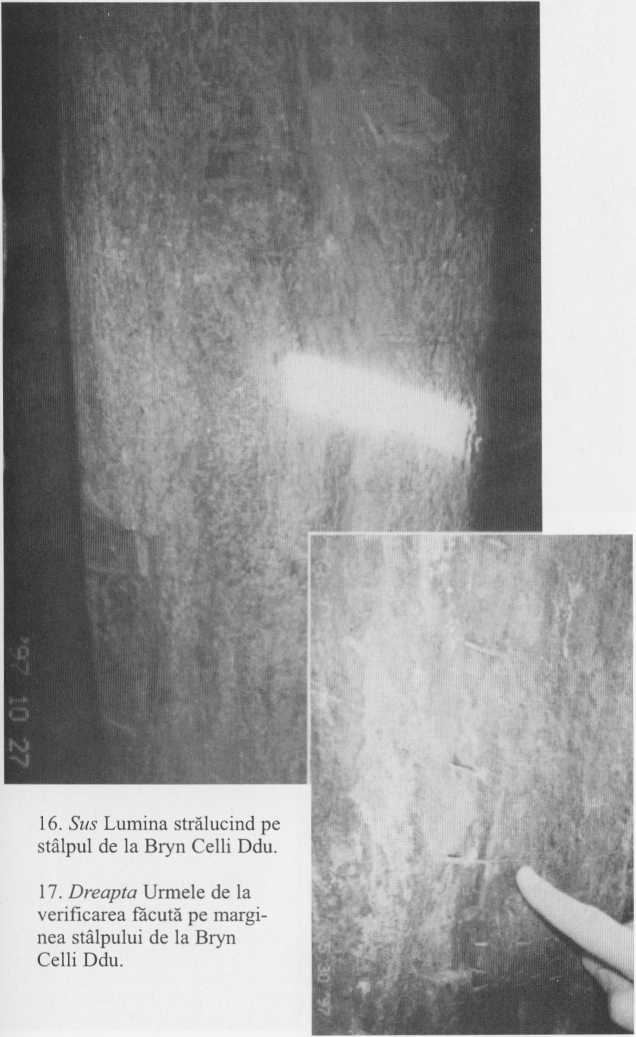 '97 10 27
16. Sus Lumina strălucind pe
stâlpul de la Bryn Celli Ddu.
17. Dreapta Urmele de la
verificarea făcută pe margi-
nea stâlpului de la Bryn
Celli Ddu.